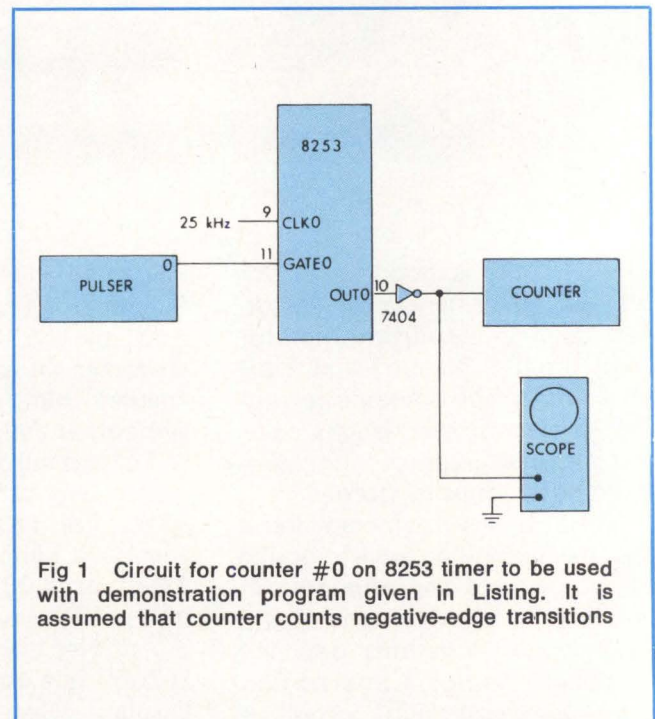 8253
25 kHz
9
CLK0
PULSER
0
11
GATE0
OUT0
10
7404
COUNTER
SCOPE
Fig 1 Circuit for counter #0 on 8253 timer to be used
with demonstration program given in Listing. It is
assumed that counter counts negative-edge transitions